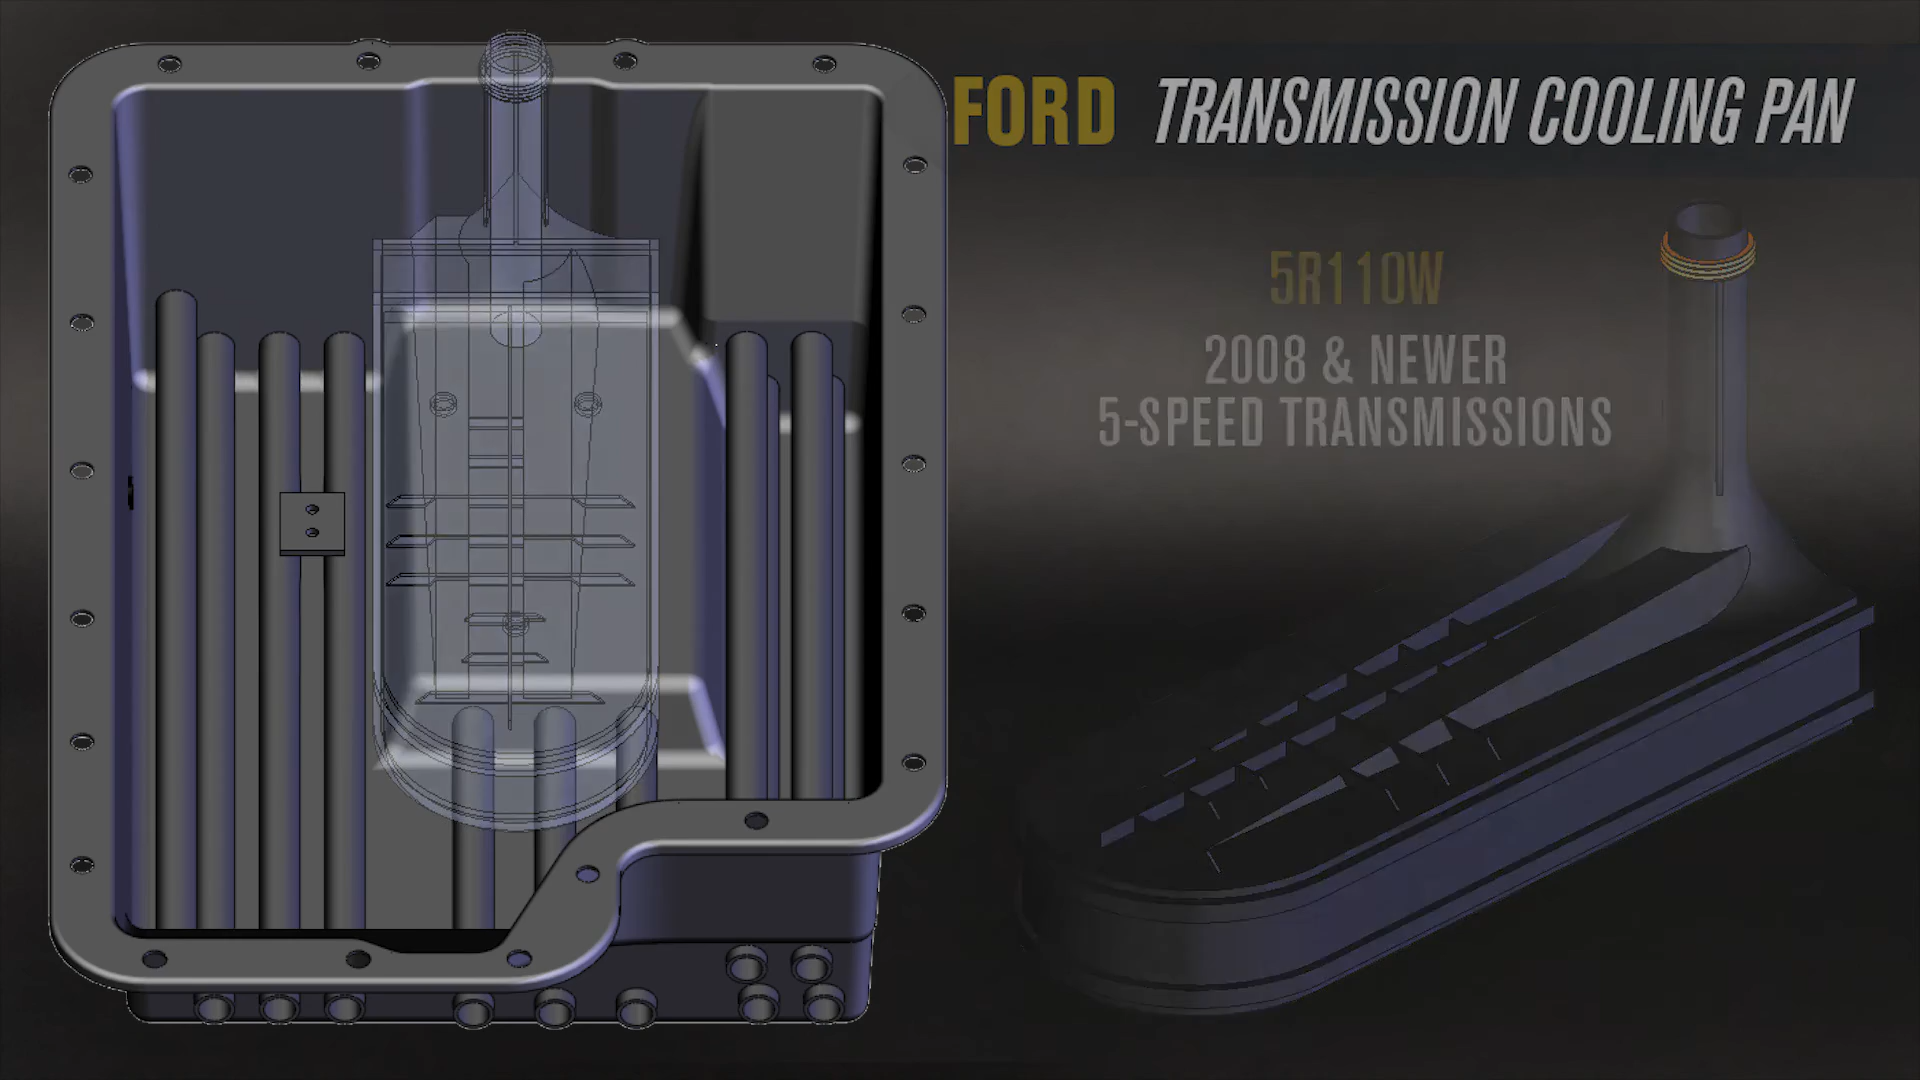 FORD TRANSMISSION COOLING PAN
5R110W
2008 & NEWER
5-SPEED TRANSMISSIONS